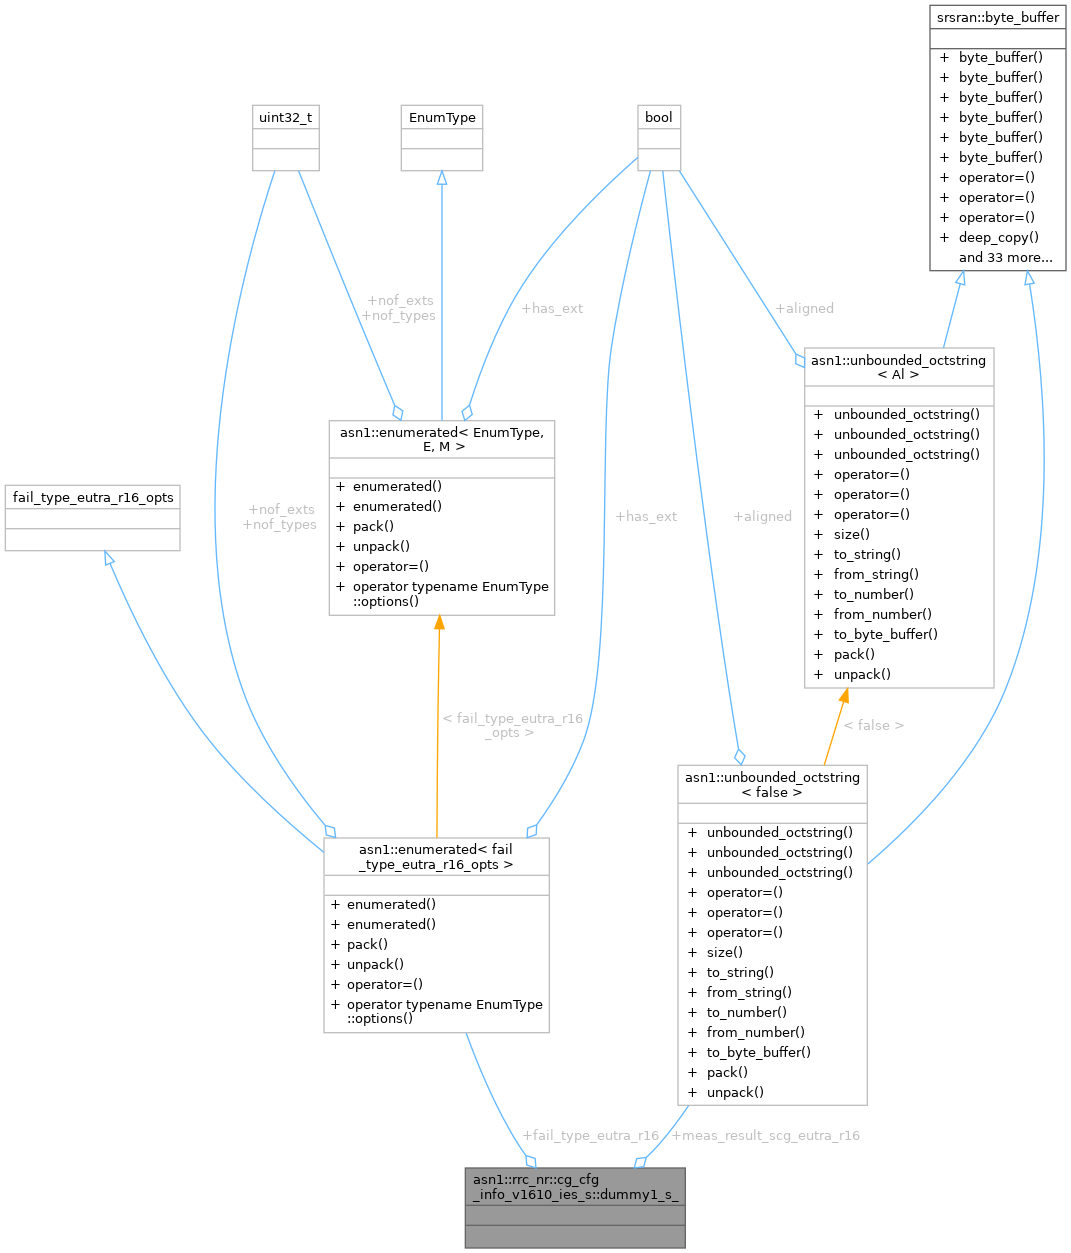 srsran::byte_buffer
+ byte_buffer()
+ byte_buffer()
+ byte_buffer()
+ byte_buffer()
+ byte_buffer()
+ byte_buffer()
+ operator=()
+ operator=()
+ operator=()
+ deep_copy()
and 33 more...
uint32_t
EnumType
bool
+nof_exts
+nof_types
+has_ext
+aligned
asn1::unbounded_octstring
< Al >
+ unbounded_octstring()
+ unbounded_octstring()
+ unbounded_octstring()
+ operator=()
+ operator=()
+ operator=()
+ size()
+ to_string()
+ from_string()
+ to_number()
+ from_number()
+ to_byte_buffer()
+ pack()
+ unpack()
asn1::enumerated< EnumType,
E, M >
+ enumerated()
+ enumerated()
+ pack()
+ unpack()
+ operator=()
+ operator typename EnumType
::options()
fail_type_eutra_r16_opts
+nof_exts
+nof_types
+has_ext
+aligned
< fail_type_eutra_r16
_opts >
< false >
asn1::unbounded_octstring
< false >
+ unbounded_octstring()
+ unbounded_octstring()
+ unbounded_octstring()
+ operator=()
+ operator=()
+ operator=()
+ size()
+ to_string()
+ from_string()
+ to_number()
+ from_number()
+ to_byte_buffer()
+ pack()
+ unpack()
asn1::enumerated< fail
_type_eutra_r16_opts >
+ enumerated()
+ enumerated()
+ pack()
+ unpack()
+ operator=()
+ operator typename EnumType
::options()
+fail_type_eutra_r16
+meas_result_scg_eutra_r16
asn1::rrc_nr::cg_cfg
_info_v1610_ies_s::dummy1_s_